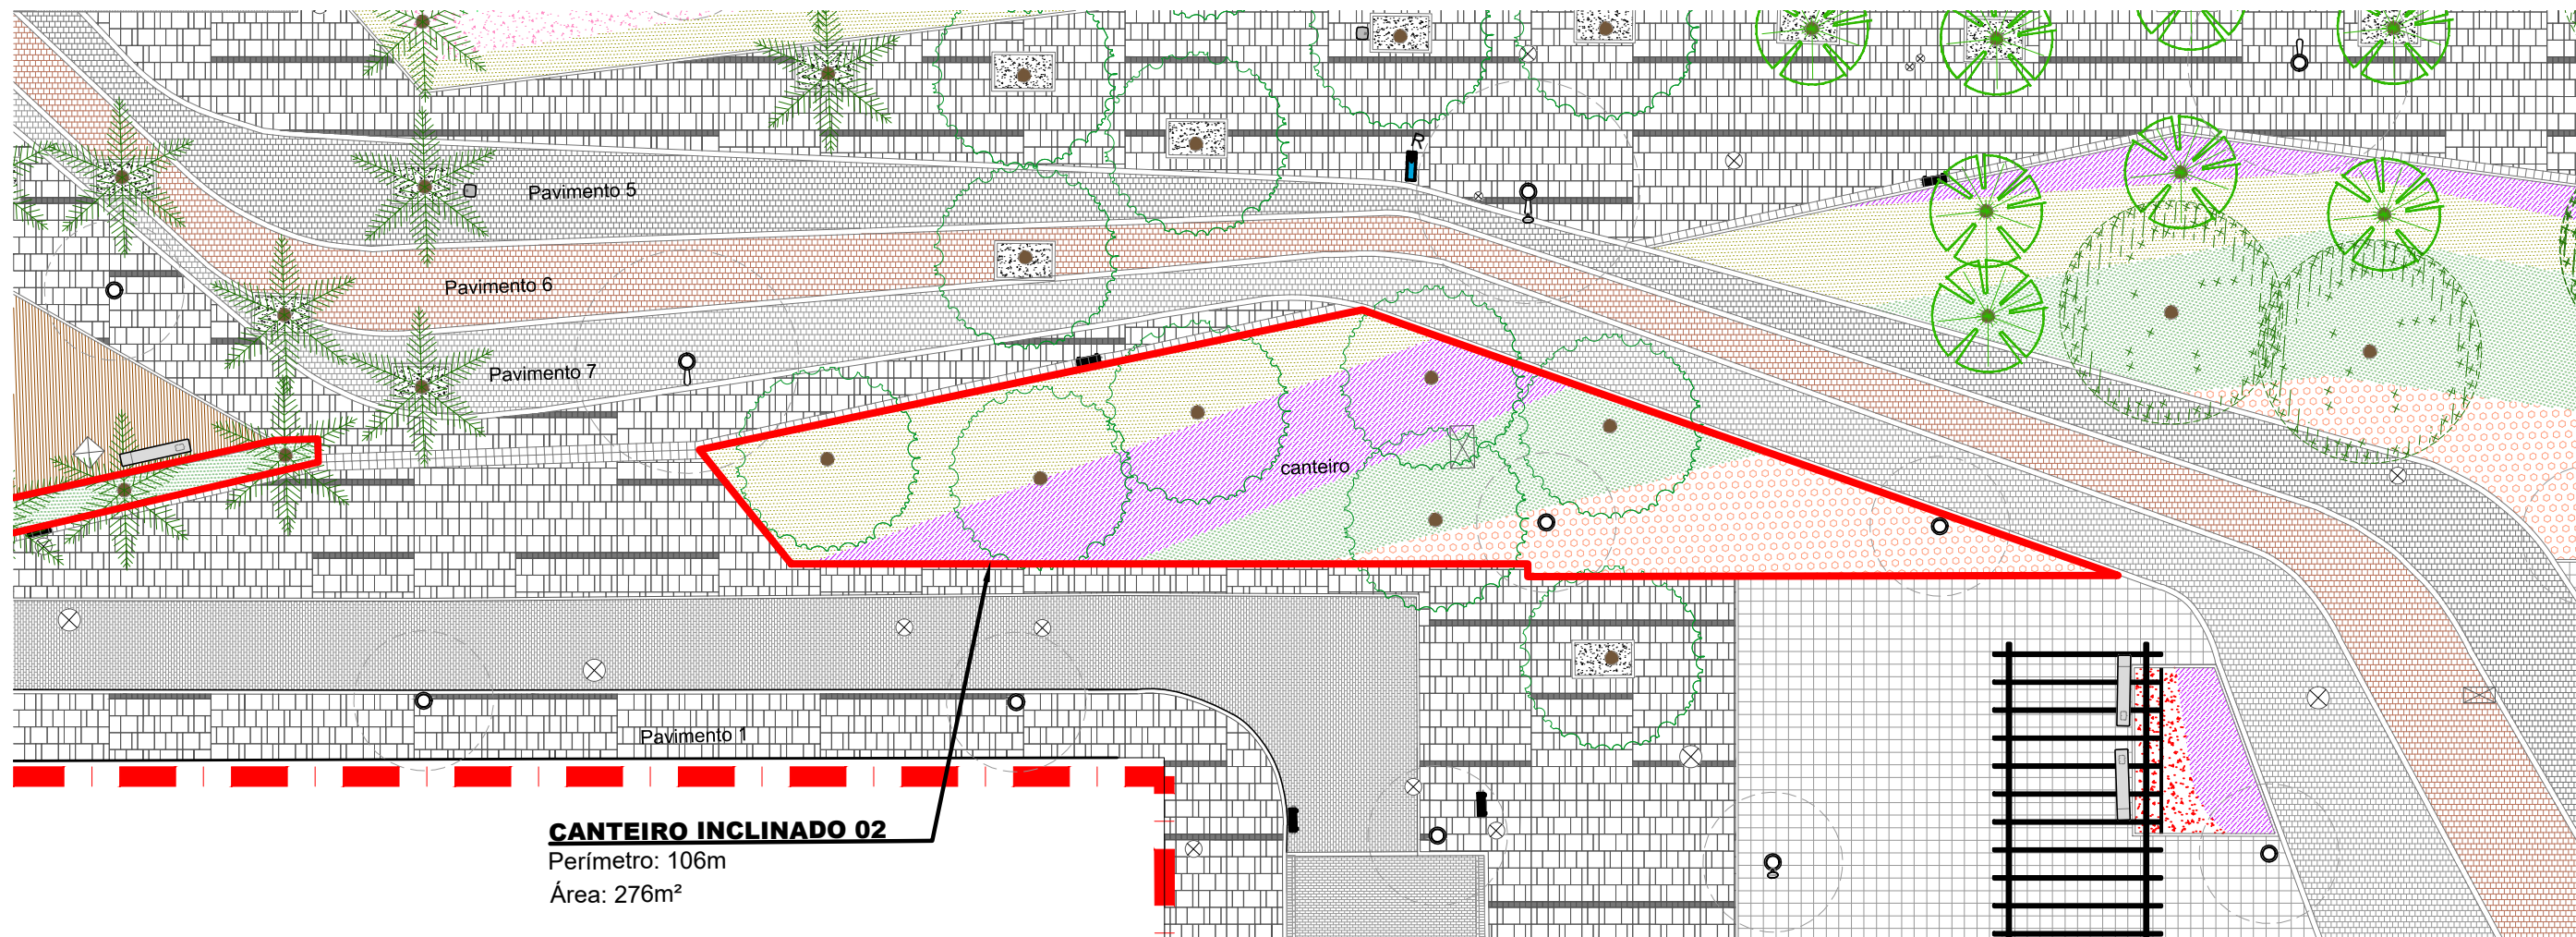 R
Pavimento 5
Pavimento 6
Pavimento 7
canteiro
Pavimento 1
CANTEIRO INCLINADO 02
Perímetro: 106m
Área: 276m²